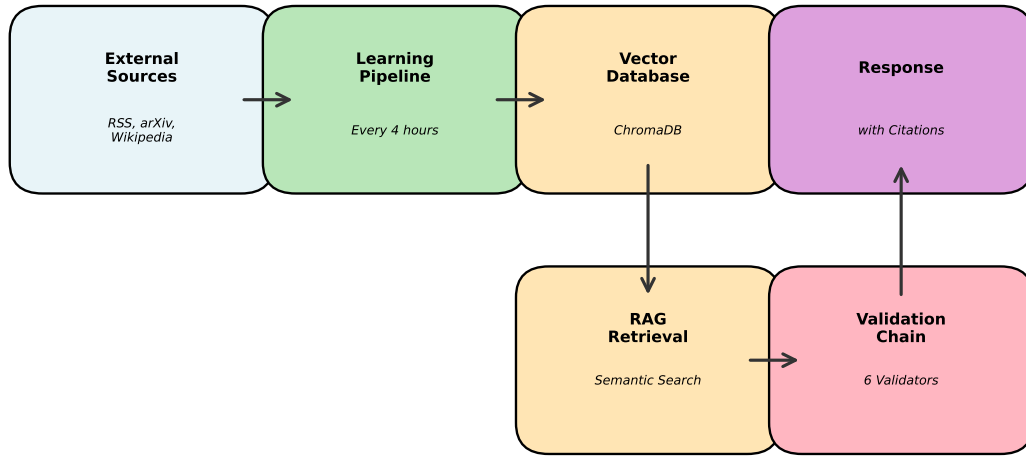 External
Sources
RSS, arXiv,
Wikipedia
Learning
Pipeline
Every 4 hours
Vector
Database
ChromaDB
Response
with Citations
RAG
Retrieval
Semantic Search
Validation
Chain
6 Validators